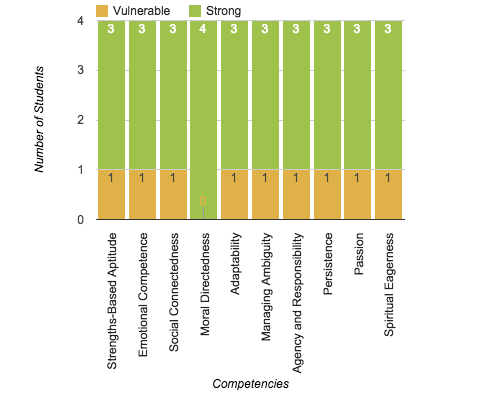 Vulnerable Strong
4
3
2
1
0
Number of Students
3 3 3 4 3 3 3 3 3 3
1 1 1 0 1 1 1 1 1 1
Strengths-Based Aptitude
Emotional Competence
Social Connectedness
Moral Directedness
Adaptability
Managing Ambiguity
Agency and Responsibility
Persistence
Passion
Spiritual Eagerness
Competencies